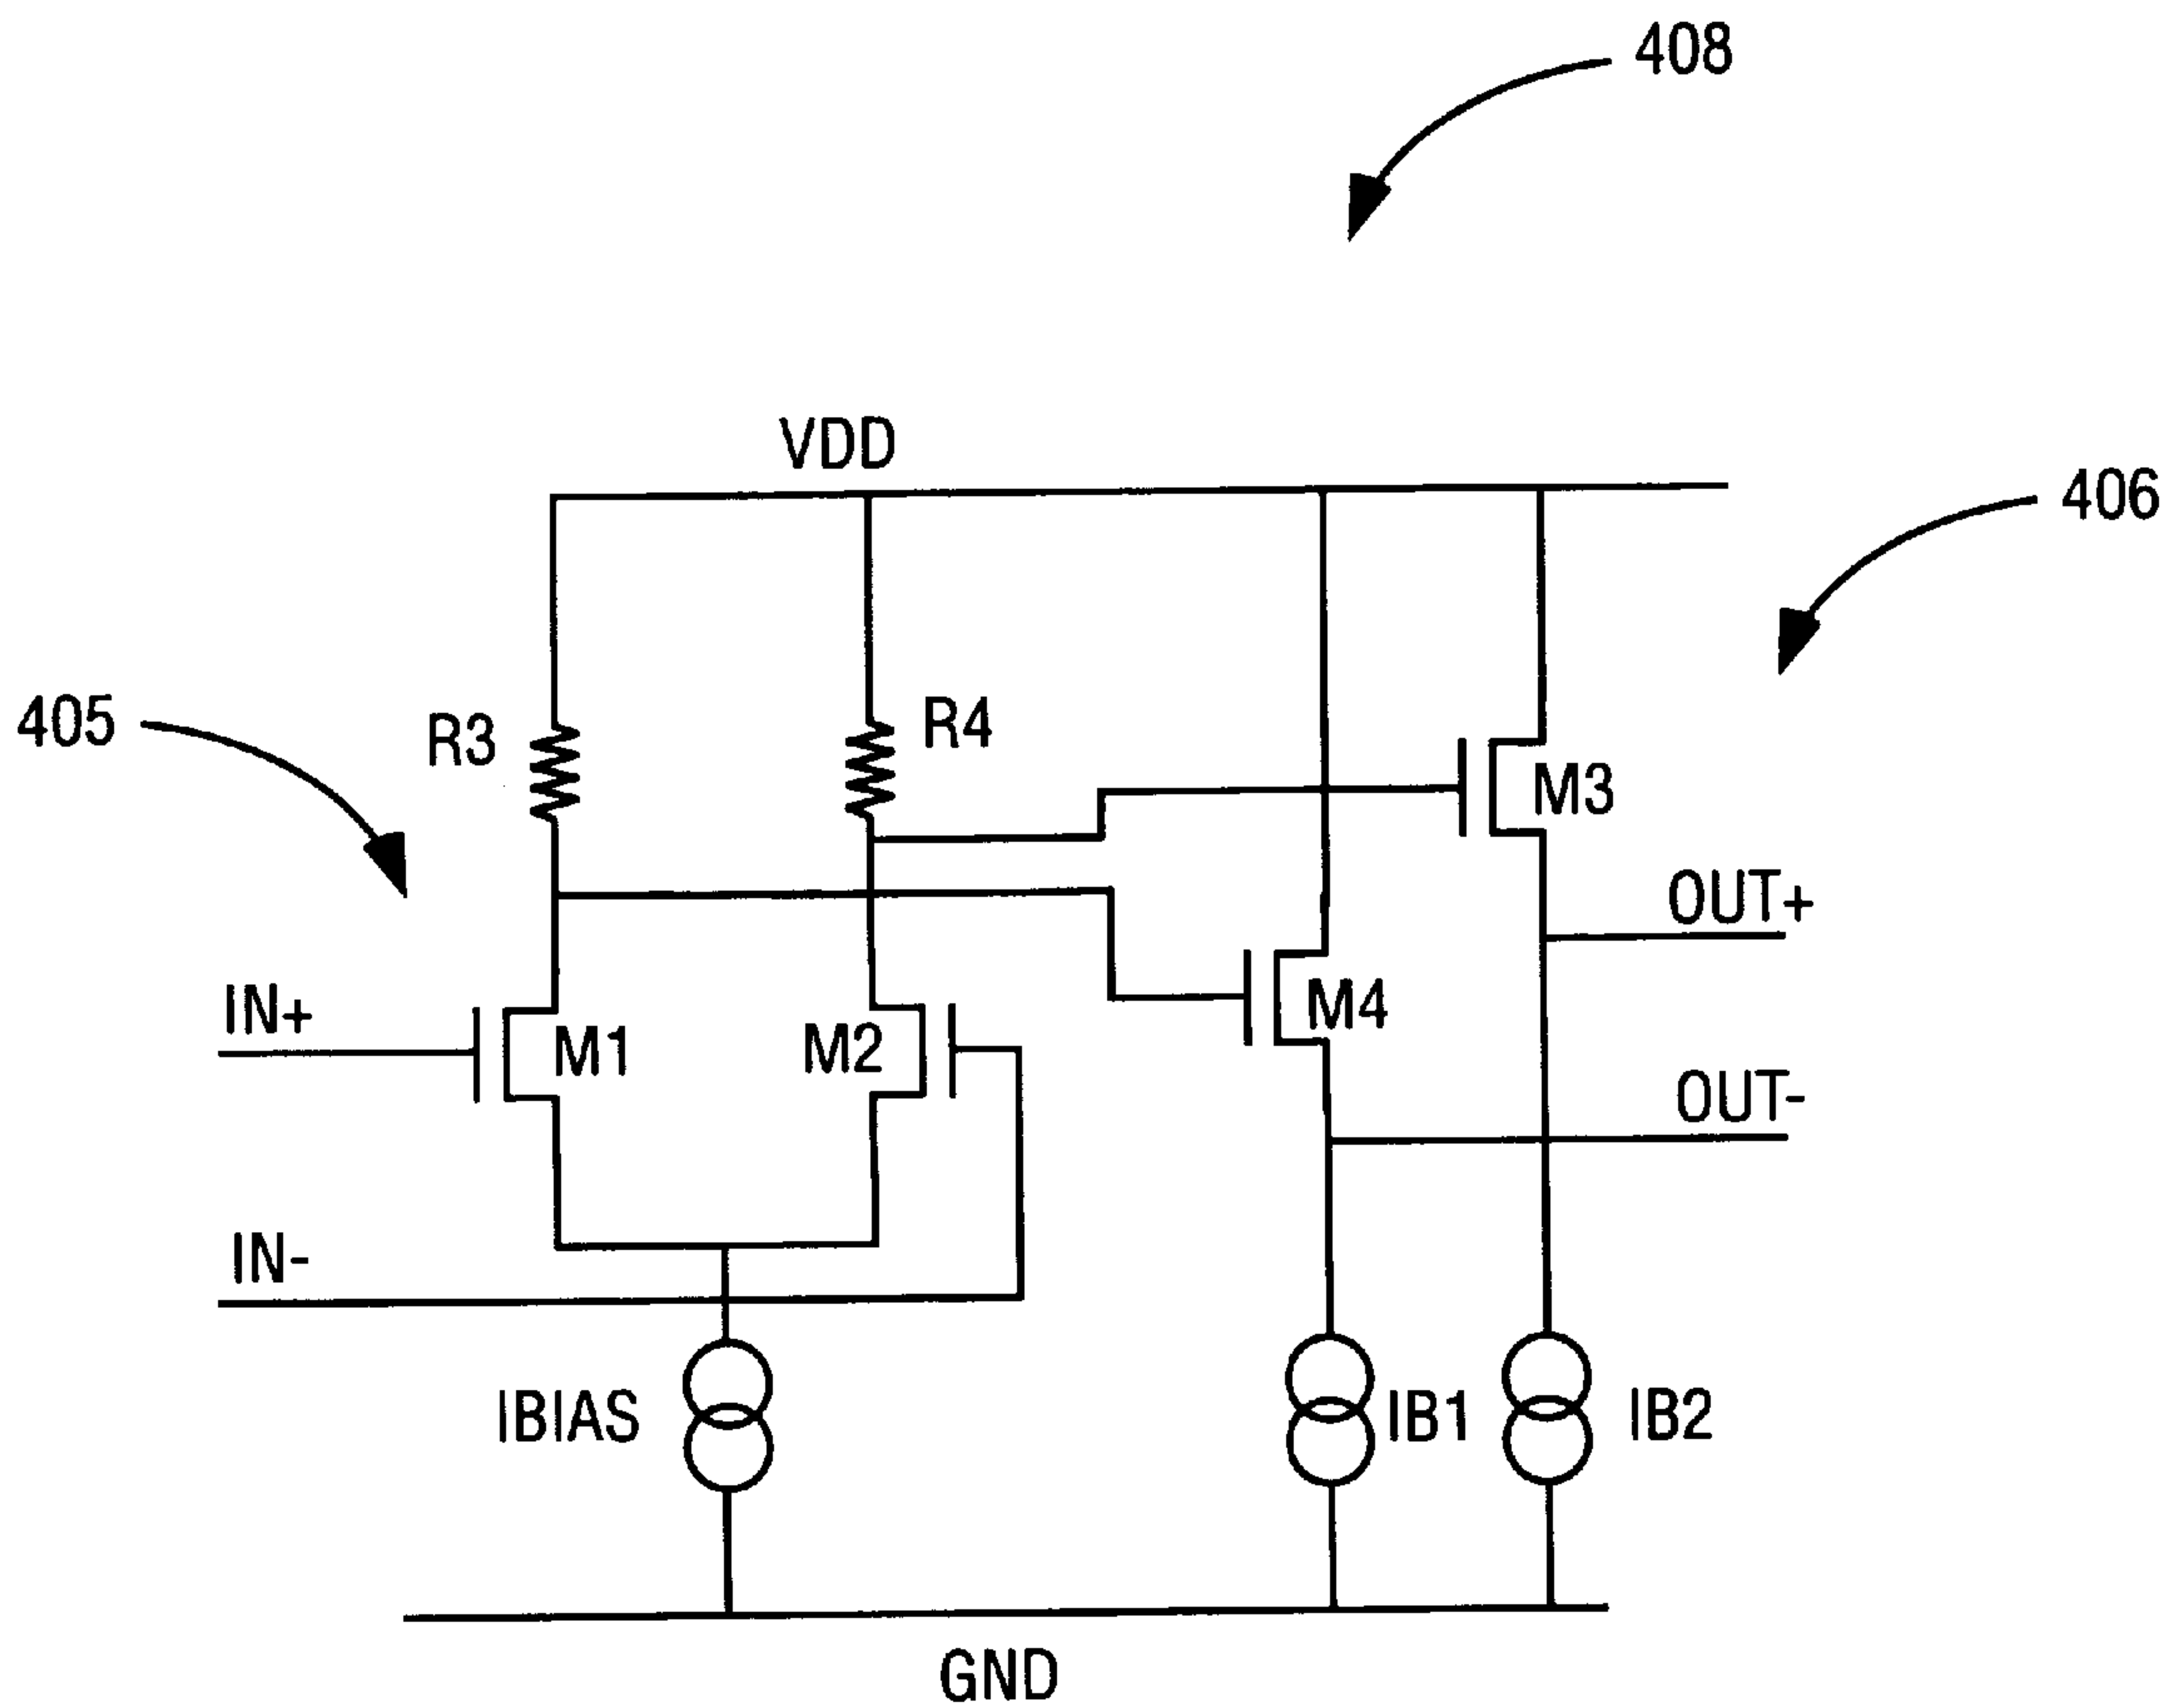 408
VDD
406
405
R3
R4
M3
OUT+
IN+
M1
M2
M4
OUT-
IN-
IBIAS
IB1
IB2
GND